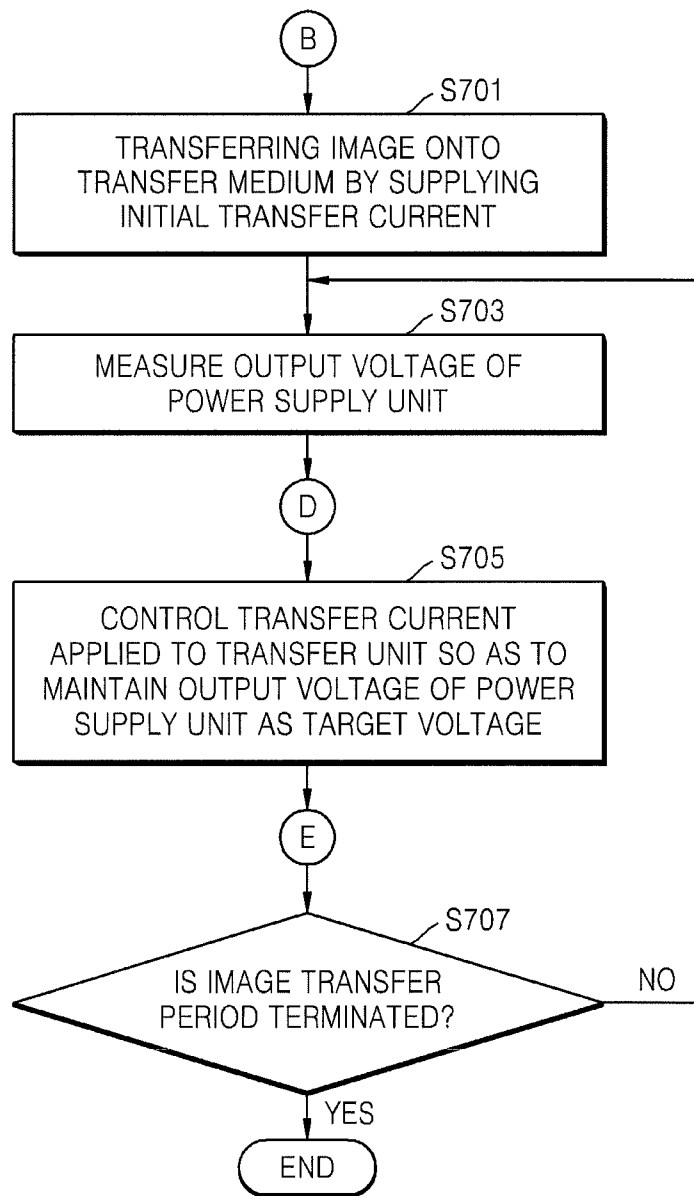 B
S701
TRANSFERRING IMAGE ONTO
TRANSFER MEDIUM BY SUPPLYING
INITIAL TRANSFER CURRENT
S703
MEASURE OUTPUT VOLTAGE OF
POWER SUPPLY UNIT
D
S705
CONTROL TRANSFER CURRENT
APPLIED TO TRANSFER UNIT SO AS TO
MAINTAIN OUTPUT VOLTAGE OF POWER
SUPPLY UNIT AS TARGET VOLTAGE
E
S707
IS IMAGE TRANSFER
PERIOD TERMINATED?
NO
YES
END